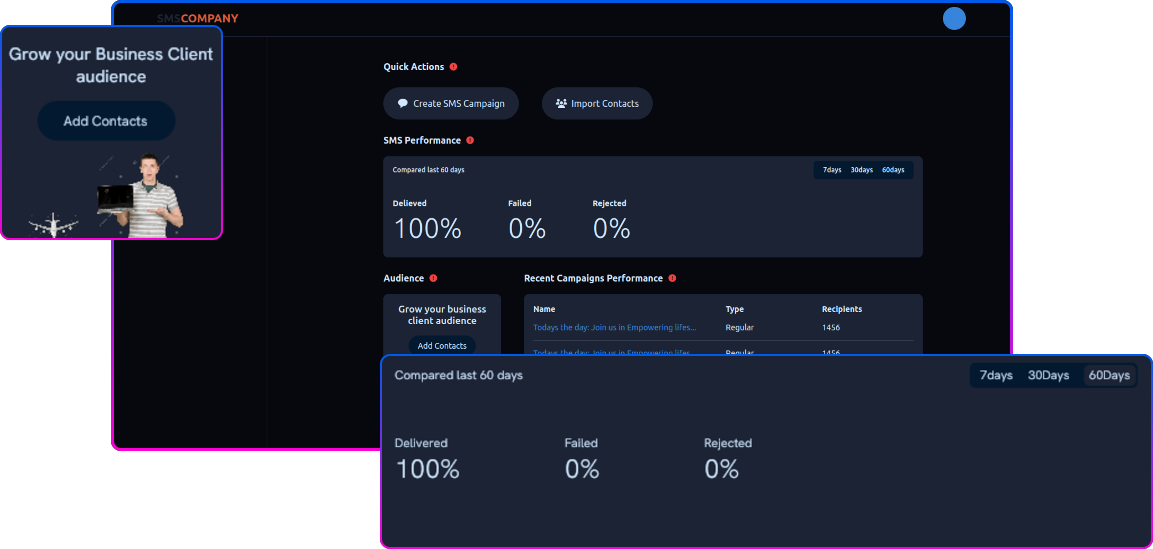 SMSCOMPANY
Grow your Business Client
audience
Add Contacts
Quick Actions
Create SMS Campaign
Import Contacts
SMS Performance
Compared last 60 days
7days 30days 60days
Delieved Failed Rejected
100% 0% 0%
Audience
Recent Campaigns Performance
Grow your business
client audience
Add Contacts
Name Type Recipients
Todays the day: Join us in Empowering lifes... Regular 1456
Todays the day: Join us in Empowering lifes... Regular 1456
Compared last 60 days
7days 30Days 60Days
Delivered Failed Rejected
100% 0% 0%